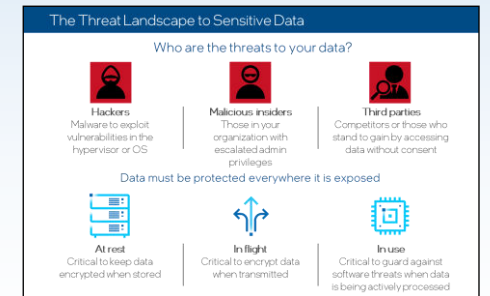 The Threat Landscape to Sensitive Data
Who are the threats to your data?
Hackers
Malware to exploit
vulnerabilities in the
hypervisor or OS
Malicious insiders
Those in your
organization with
escalated admin
privileges
Third parties
Competitors or those who
stand to gain by accessing
data without consent
Data must be protected everywhere it is exposed
At rest
Critical to keep data
encrypted when stored
In flight
Critical to encrypt data
when transmitted
In use
Critical to guard against
software threats when data
is being actively processed